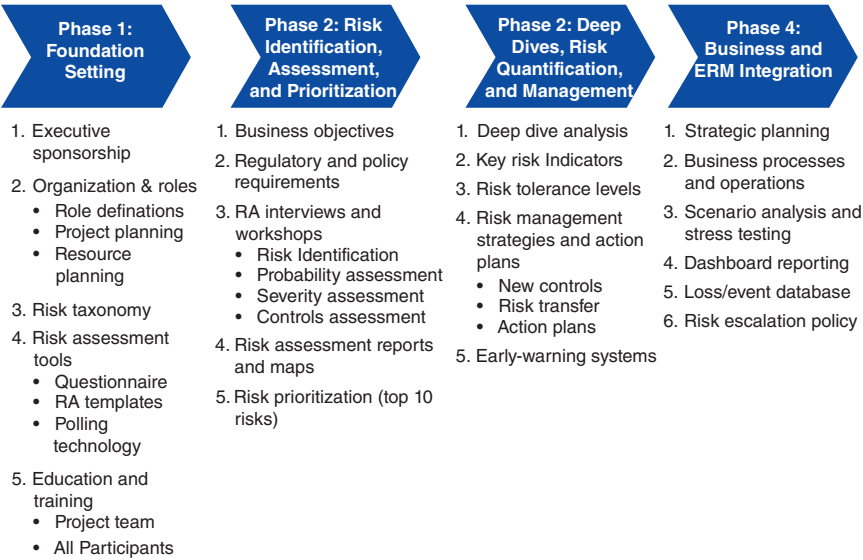 Phase 1:
Foundation
Setting
1. Executive
sponsorship
2. Organization & roles
• Role definations
• Project planning
• Resource
planning
3. Risk taxonomy
4. Risk assessment
tools
• Questionnaire
• RA templates
• Polling
technology
5. Education and
training
• Project team
• All Participants
Phase 2: Risk
Identification,
Assessment,
and Prioritization
1. Business objectives
2. Regulatory and policy
requirements
3. RA interviews and
workshops
• Risk Identification
• Probability assessment
• Severity assessment
• Controls assessment
4. Risk assessment reports
and maps
5. Risk prioritization (top 10
risks)
Phase 2: Deep
Dives, Risk
Quantification,
and Management
1. Deep dive analysis
2. Key risk Indicators
3. Risk tolerance levels
4. Risk management
strategies and action
plans
• New controls
• Risk transfer
• Action plans
5. Early-warning systems
Phase 4:
Business and
ERM Integration
1. Strategic planning
2. Business processes
and operations
3. Scenario analysis and
stress testing
4. Dashboard reporting
5. Loss/event database
6. Risk escalation policy